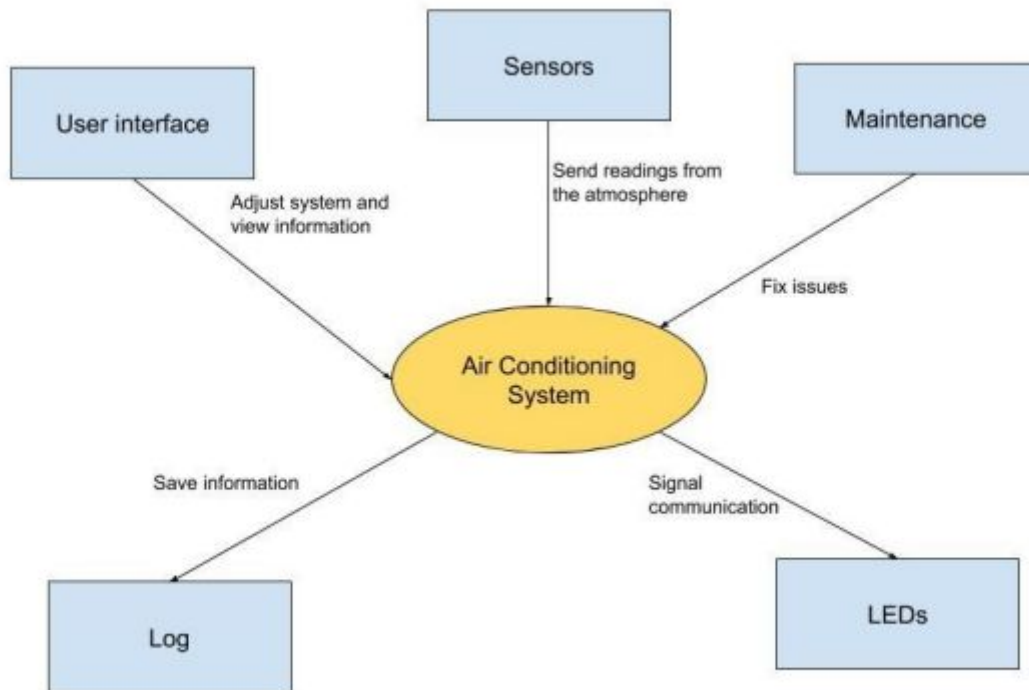 Sensors
User interface
Maintenance
Adjust system and
view information
Send readings from
the atmosphere
Fix issues
Air Conditioning
System
Save information
Signal
communication
Log
LEDs